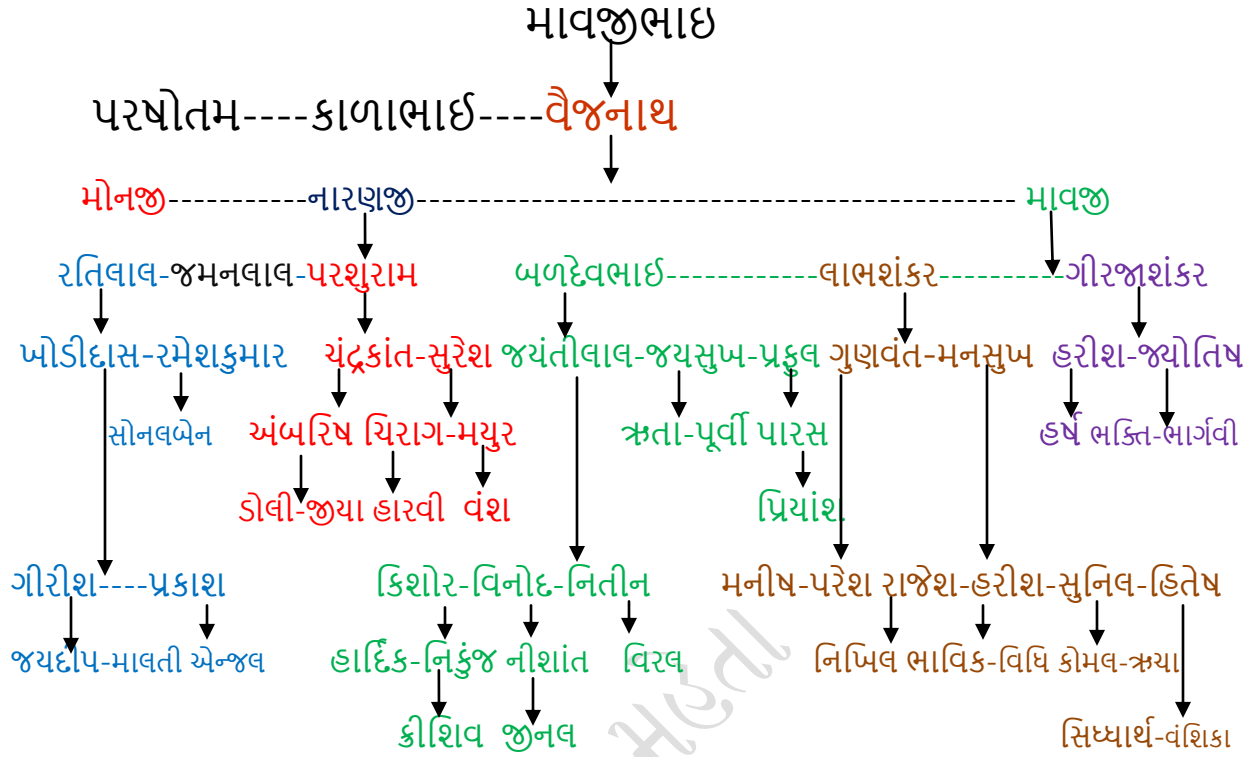 માવજીભાઇ
પરષોતમ----કાળાભાઈ----વૈજનાથ
મોનજી----------નારણજી--------------------------------------------માવજી
રતિલાલ-જમનલાલ-પરશુરામ બળદેવભાઈ-----------લાભશંકર---------ગીરજાશંકર
ખોડીદાસ-રમેશકુમાર ચંદ્રકાંત-સુરેશ જયંતીલાલ-જયસુખ-પ્રફુલ ગુણવંત-મનસુખ હરીશ-જ્યોતિષ
સોનલબેન અંબરિષ ચિરાગ-મયુર ઋતા-પૂર્વી પારસ હર્ષ ભક્તિ-ભાર્ગવી
ડોલી-જીયા હારવી વંશ પ્રિયાંશ
ગીરીશ----પ્રકાશ કિશોર-વિનોદ-નિતીન મનીષ-પરેશ રાજેશ-હરીશ-સુનિલ-હિતેષ
જયદીપ-માલતી એન્જલ હાર્દિક-નિકુંજ નીશાંત વિરલ નિખિલ ભાવિક-વિધિ કોમલ-ઋચા
ક્રીશિવ જીનલ સિધ્ધાર્થ-વંશિકા
મહતા